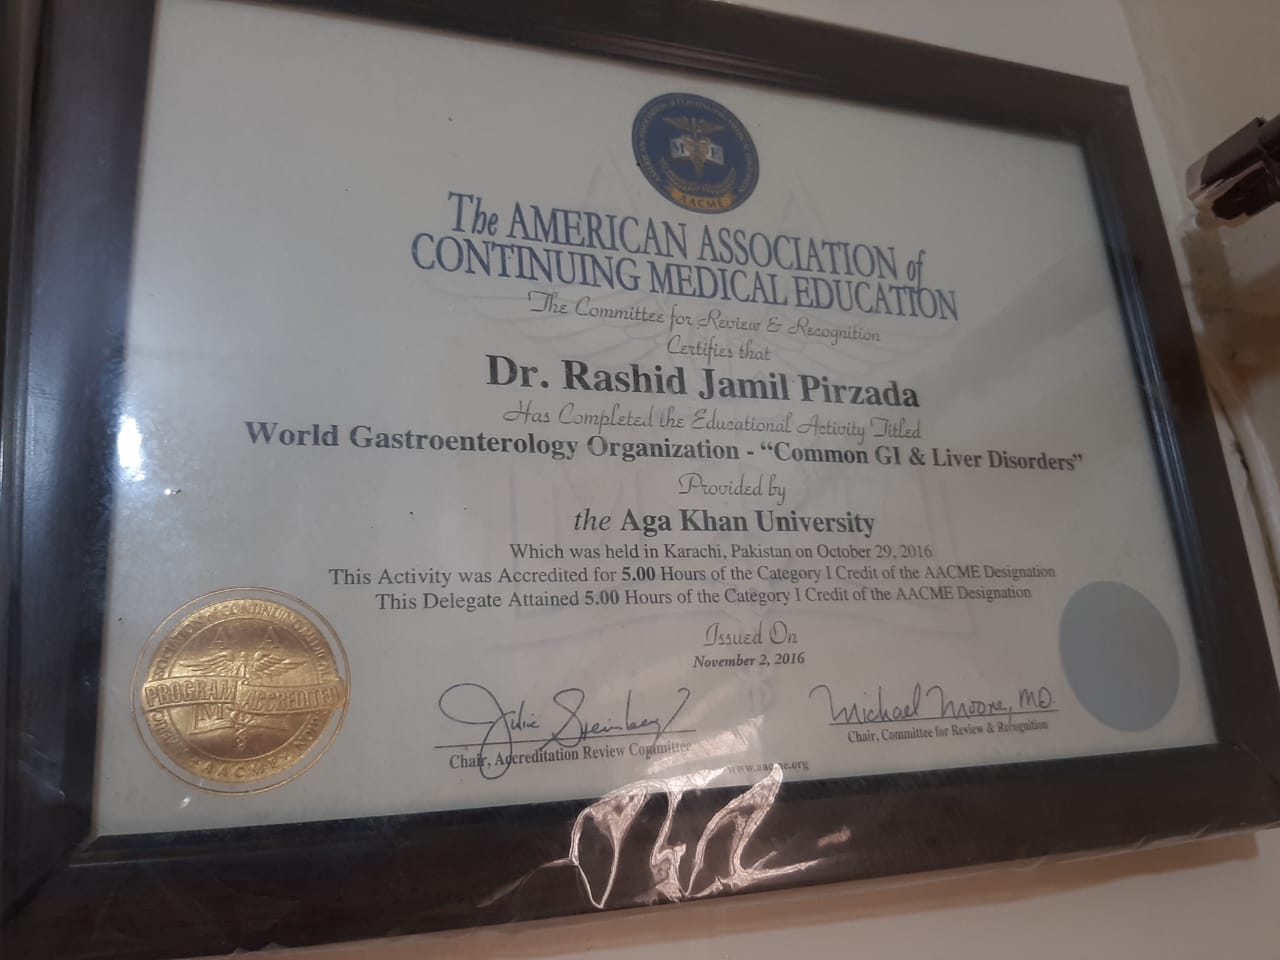 M E
AACME
The AMERICAN ASSOCIATION of
CONTINUING MEDICAL EDUCATION
The Committee for Review & Recognition
Certifies that
Dr. Rashid Jamil Pirzada
Has Completed the Educational Activity Titled
World Gastroenterology Organization - “Common GI & Liver Disorders”
Provided by
the Aga Khan University
Which was held in Karachi, Pakistan on October 29, 2016
This Activity was Accredited for 5.00 Hours of the Category I Credit of the AACME Designation
This Delegate Attained 5.00 Hours of the Category I Credit of the AACME Designation
Issued On
November 2, 2016
PROGRAM ACCREDITED
AACME
Julie Steinberg
Chair, Accreditation Review Committee
Michael Moore, MD.
Chair, Committee for Review & Recognition
www.aacme.org